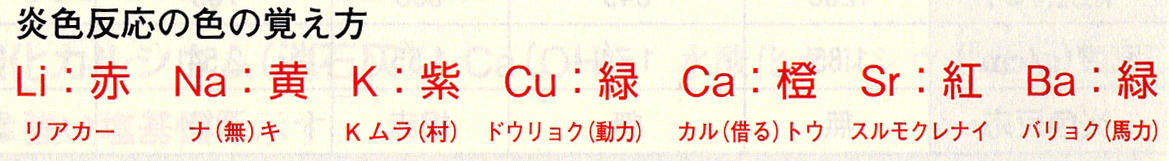 炎色反応の色の覚え方
Li：赤 Na：黄 K：紫 Cu：緑 Ca：橙 Sr：紅 Ba：緑
リアカー ナ(無)キ Kムラ(村) ドウリョク(動力) カル(借る)トウ スルモクレナイ バリョク(馬力)